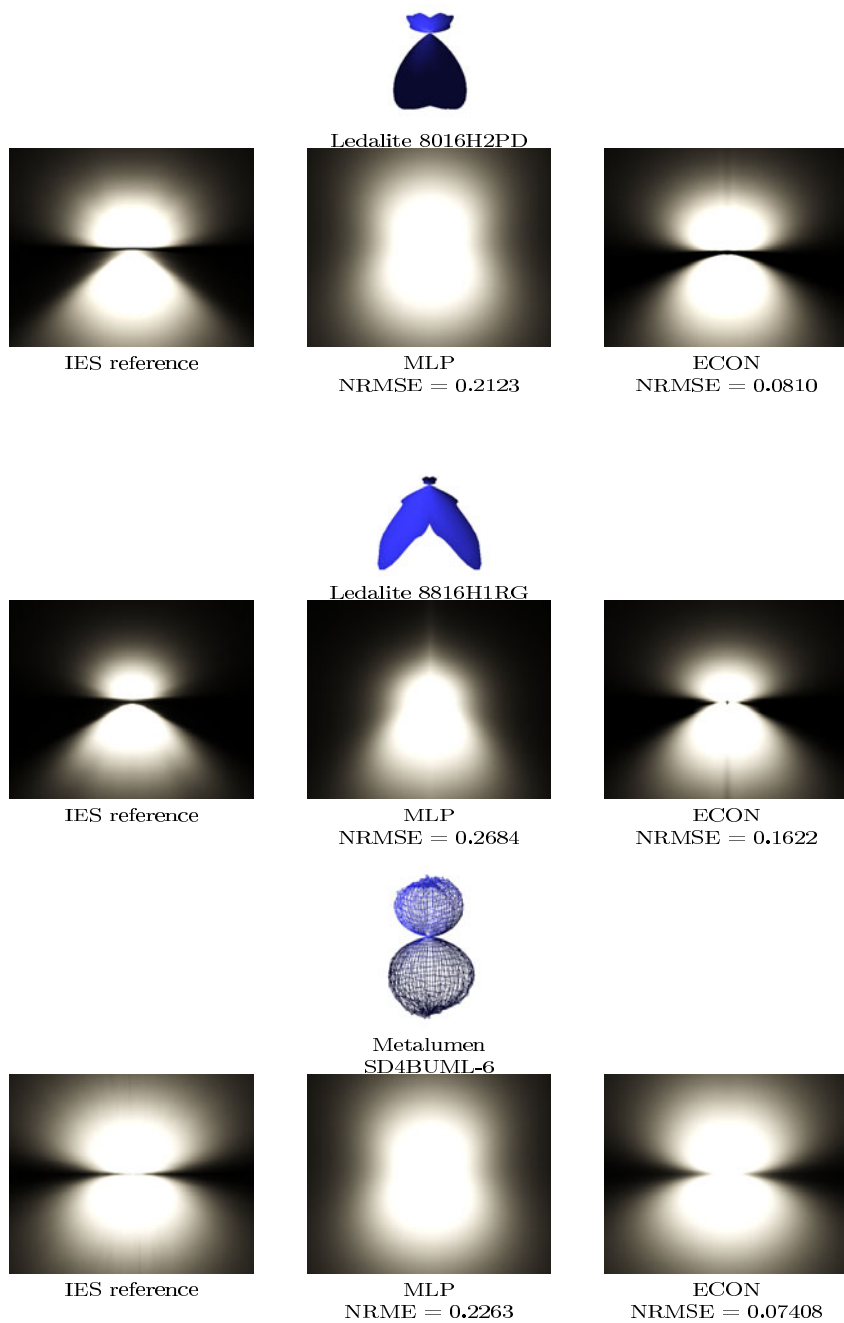 Ledalite 8016H2PD
IES reference
MLP
NRMSE = 0.2123
ECON
NRMSE = 0.0810
Ledalite 8816H1RG
IES reference
MLP
NRMSE = 0.2684
ECON
NRMSE = 0.1622
Metalumen
SD4BUML-6
IES reference
MLP
NRME = 0.2263
ECON
NRMSE = 0.07408